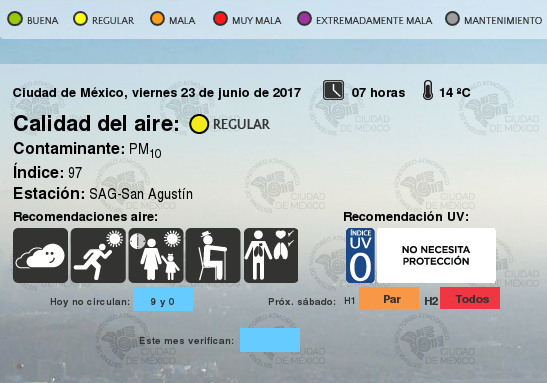 BUENA REGULAR MALA MUY MALA EXTREMADAMENTE MALA MANTENIMIENTO
Ciudad de México, viernes 23 de junio de 2017 07 horas 14 ºC
Calidad del aire: REGULAR
Contaminante: PM10
Índice: 97
Estación: SAG-San Agustín
Recomendaciones aire: Recomendación UV:
ÍNDICE
UV
0
NO NECESITA
PROTECCIÓN
Hoy no circulan: 9 y 0 Próx. sábado: H1 Par H2 Todos
Este mes verifican: